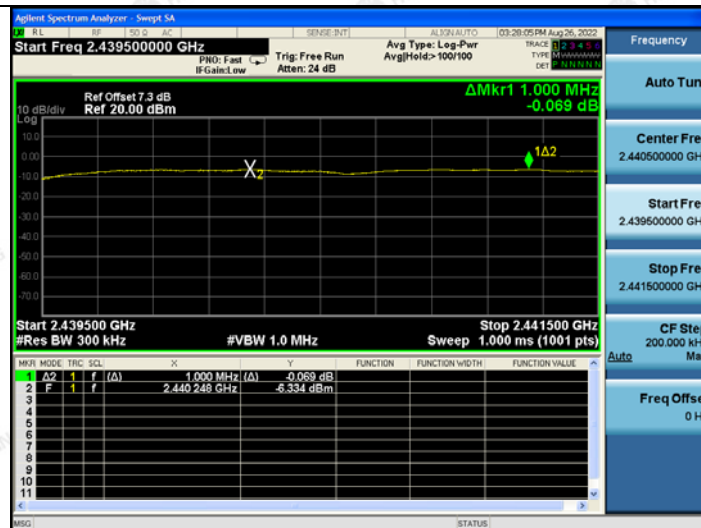 Agilent Spectrum Analyzer - Swept SA
RL RF 50 Ω AC SENSE:INT ALIGN AUTO 03:28:05 PM Aug 26, 2022
Start Freq 2.439500000 GHz
PNO: Fast
IFGain:Low
Trig: Free Run
Atten: 24 dB
Avg Type: Log-Pwr
Avg|Hold:>100/100
TRACE 1 2 3 4 5 6
TYPE MWWWWW
DET P N N N N N
ΔMkr1 1.000 MHz
-0.069 dB
Ref Offset 7.3 dB
10 dB/div Ref 20.00 dBm
Log
10.0
0.00
-10.0
-20.0
-30.0
-40.0
-50.0
-60.0
-70.0
X2
1Δ2
Start 2.439500 GHz Stop 2.441500 GHz
#Res BW 300 kHz #VBW 1.0 MHz Sweep 1.000 ms (1001 pts)
MKR MODE TRC SCL X Y FUNCTION FUNCTION WIDTH FUNCTION VALUE
1 Δ2 1 f (Δ) 1.000 MHz (Δ) -0.069 dB
2 F 1 f 2.440 248 GHz -6.334 dBm
3
4
5
6
7
8
9
10
11
MSG STATUS
Frequency
Auto Tun
Center Fre
2.440500000 GH
Start Fre
2.439500000 GH
Stop Fre
2.441500000 GH
CF Ste
200.000 kH
Auto Ma
Freq Offse
0 H